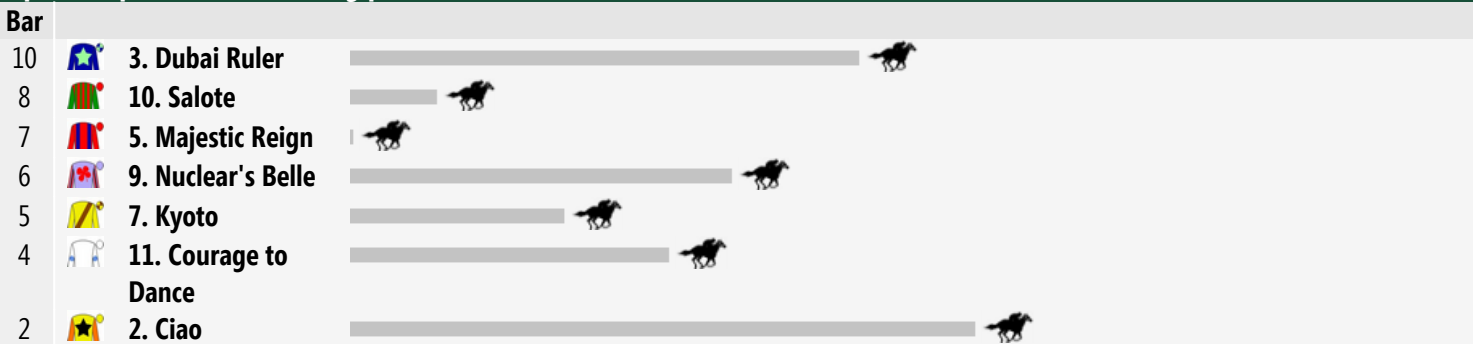 Bar
10 3. Dubai Ruler
8 10. Salote
7 5. Majestic Reign
6 9. Nuclear's Belle
5 7. Kyoto
4 11. Courage to
Dance
2 2. Ciao